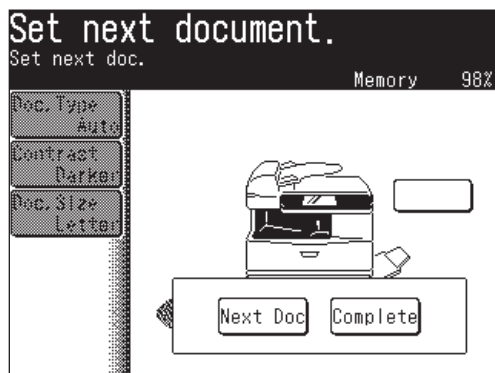 Set next document.
Set next doc.
Memory 98%
Doc.Type
Auto
Contrast
Darker
Doc.Size
Letter
Next Doc Complete